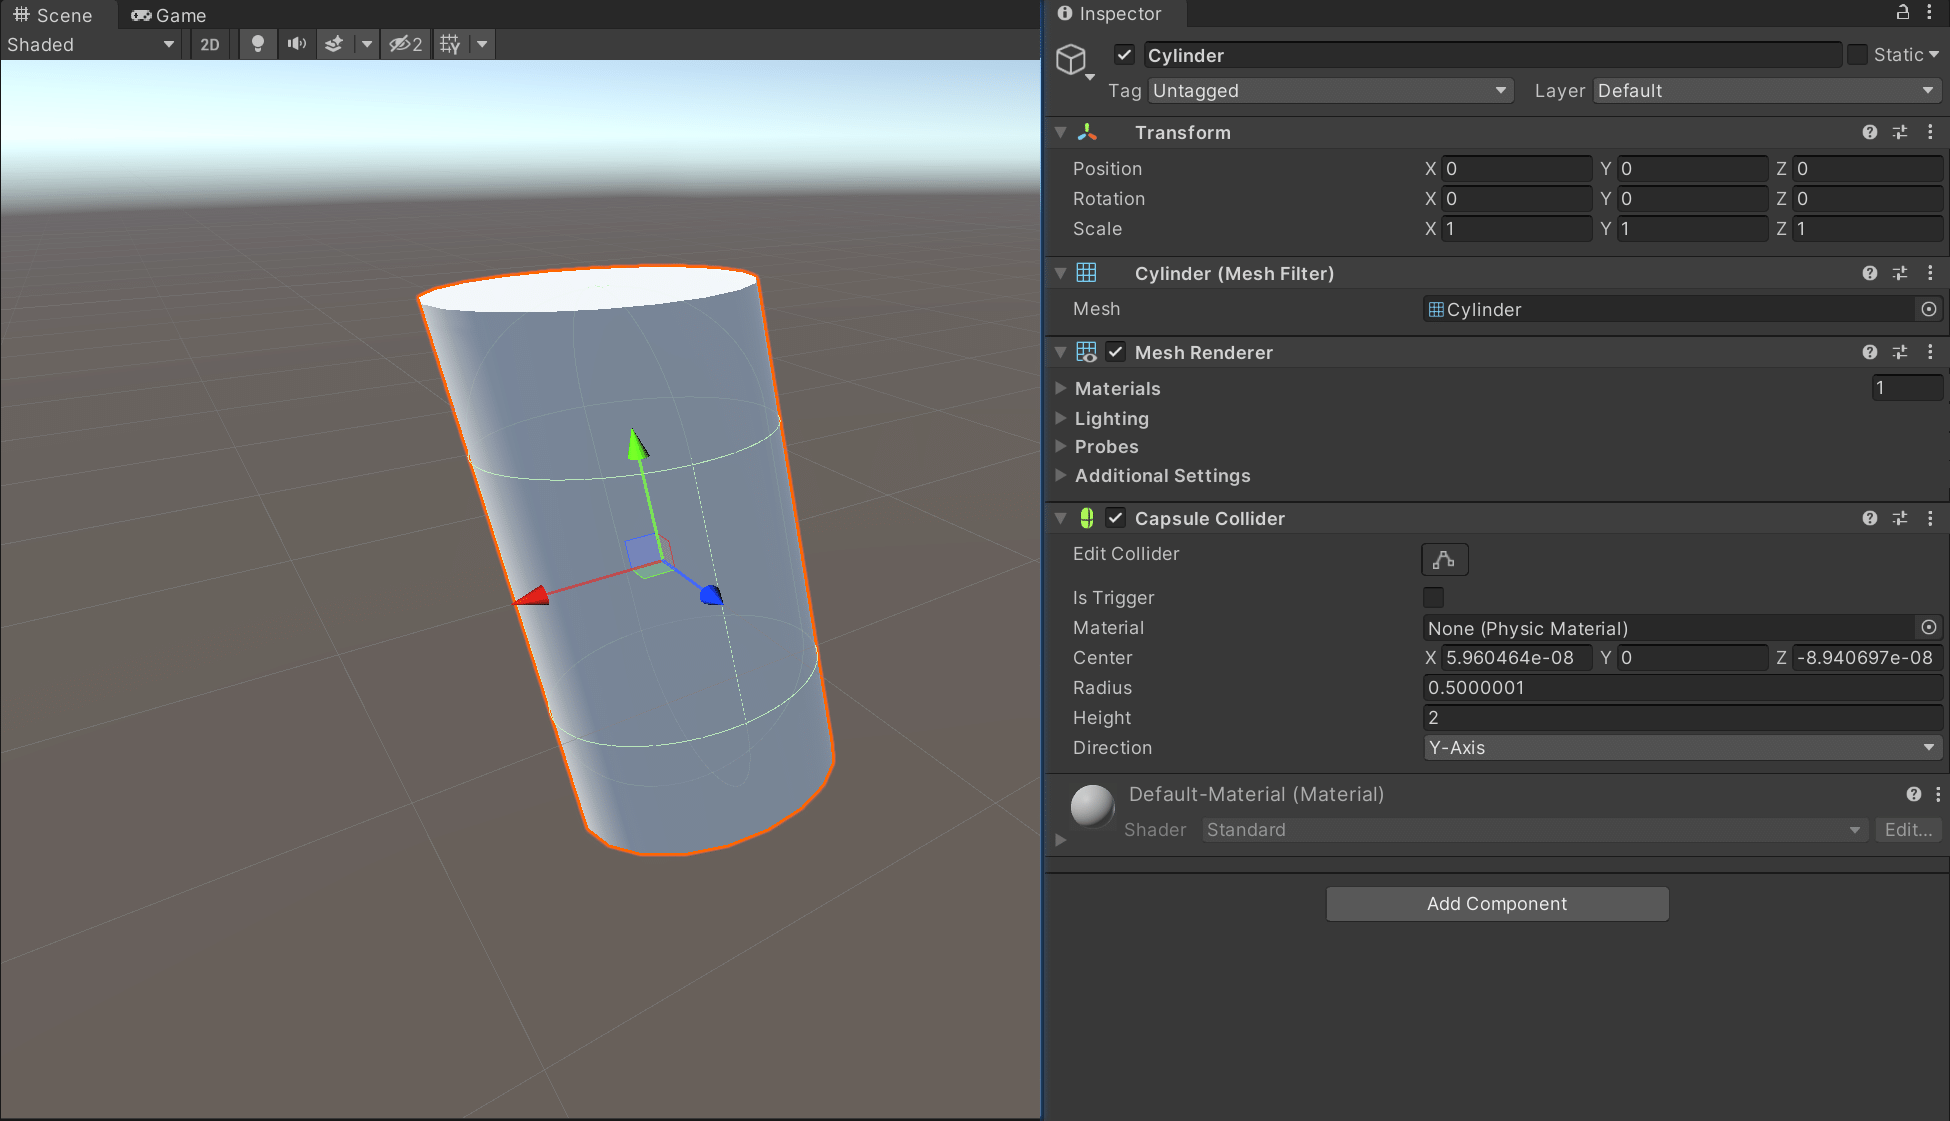 Scene Game
Shaded 2D 2
Inspector
Cylinder Static
Tag Untagged Layer Default
Transform
Position X 0 Y 0 Z 0
Rotation X 0 Y 0 Z 0
Scale X 1 Y 1 Z 1
Cylinder (Mesh Filter)
Mesh Cylinder
Mesh Renderer
Materials 1
Lighting
Probes
Additional Settings
Capsule Collider
Edit Collider
Is Trigger
Material None (Physic Material)
Center X 5.960464e-08 Y 0 Z -8.940697e-08
Radius 0.5000001
Height 2
Direction Y-Axis
Default-Material (Material)
Shader Standard Edit...
Add Component